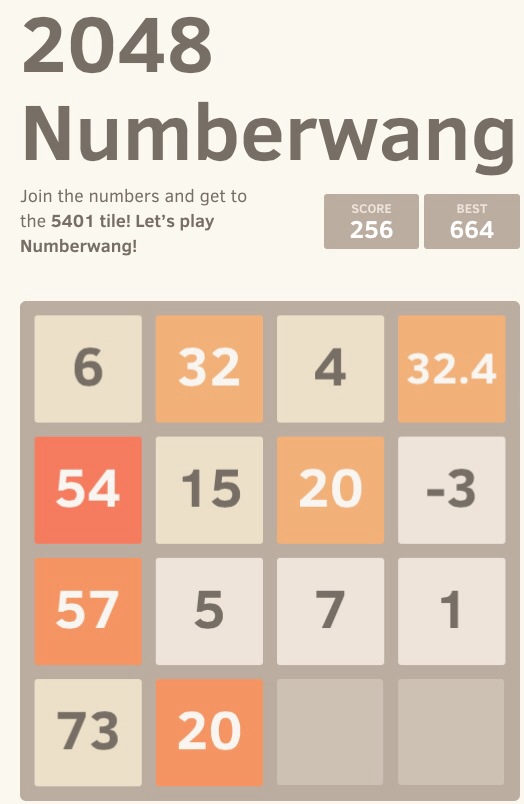 2048
Numberwang
Join the numbers and get to
the 5401 tile! Let’s play
Numberwang!
SCORE
256
BEST
664
6 32 4 32.4
54 15 20 -3
57 5 7 1
73 20